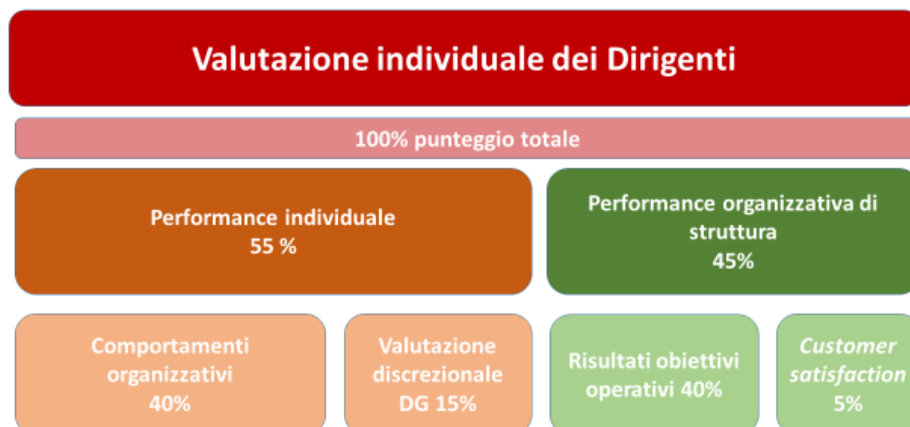 Valutazione individuale dei Dirigenti
100% punteggio totale
Performance individuale
55 %
Performance organizzativa di
struttura
45%
Comportamenti
organizzativi
40%
Valutazione
discrezionale
DG 15%
Risultati obiettivi
operativi 40%
Customer
satisfaction
5%